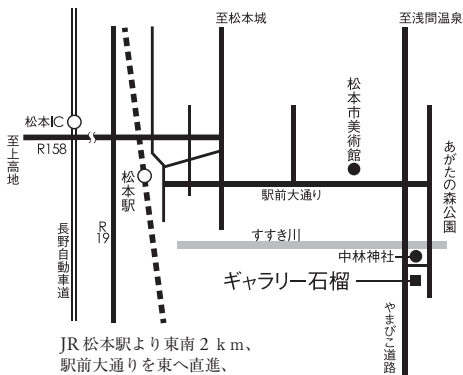 至松本城
至浅間温泉
松本IC
至上高地
R158
松本駅
松本市美術館
駅前大通り
あがたの森公園
長野自動車道
R19
すすき川
中林神社
ギャラリー石榴
やまびこ道路
JR松本駅より東南2km、
駅前大通りを東へ直進、